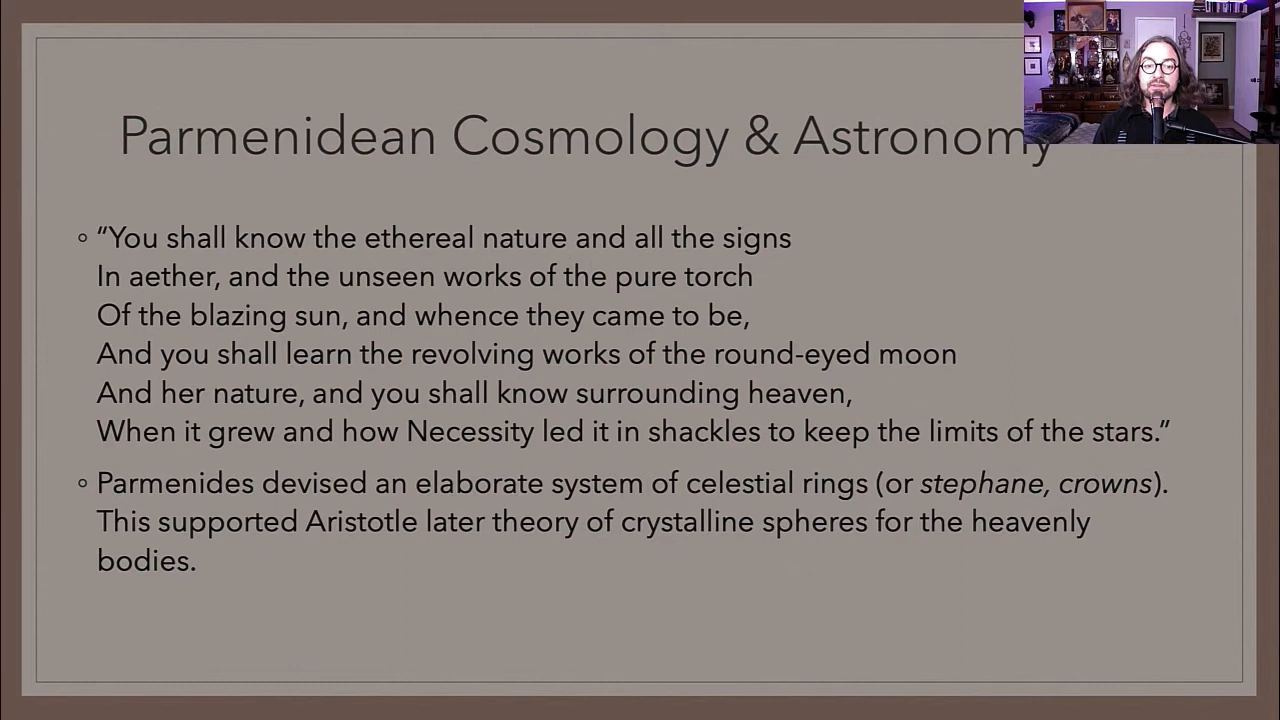 Parmenidean Cosmology & Astronomy
“You shall know the ethereal nature and all the signs
In aether, and the unseen works of the pure torch
Of the blazing sun, and whence they came to be,
And you shall learn the revolving works of the round-eyed moon
And her nature, and you shall know surrounding heaven,
When it grew and how Necessity led it in shackles to keep the limits of the stars.”
Parmenides devised an elaborate system of celestial rings (or stephane, crowns).
This supported Aristotle later theory of crystalline spheres for the heavenly
bodies.